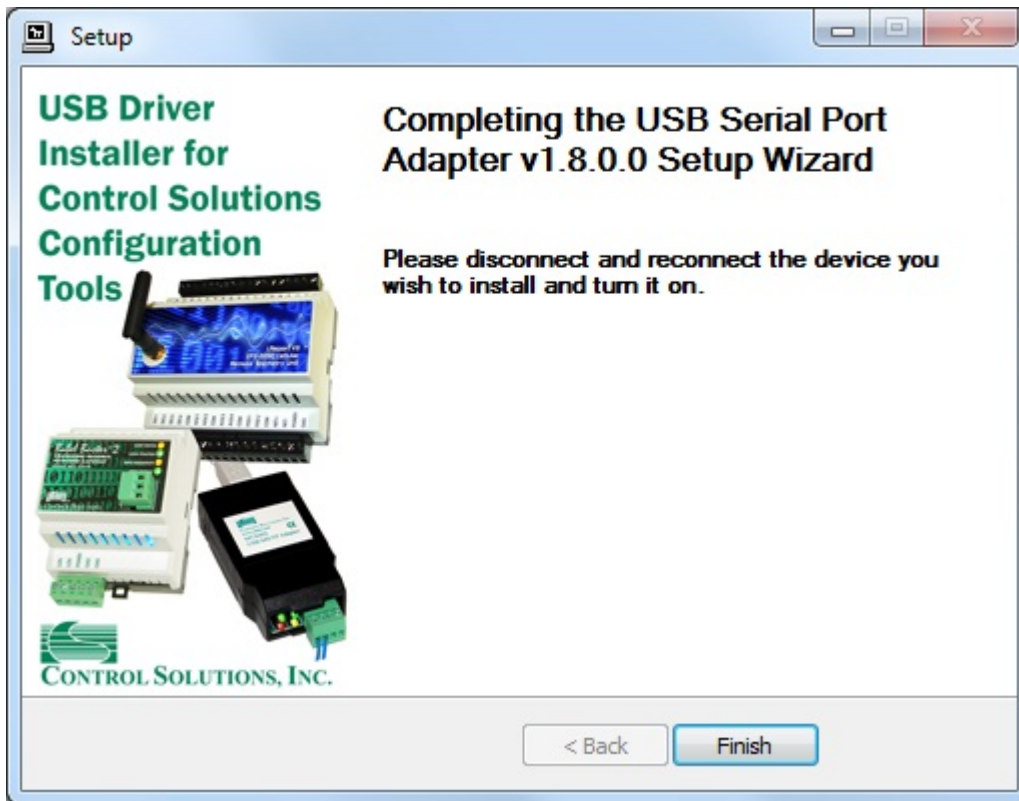 Setup
USB Driver
Installer for
Control Solutions
Configuration
Tools
Completing the USB Serial Port
Adapter v1.8.0.0 Setup Wizard
Please disconnect and reconnect the device you
wish to install and turn it on.
CONTROL SOLUTIONS, INC.
< Back
Finish